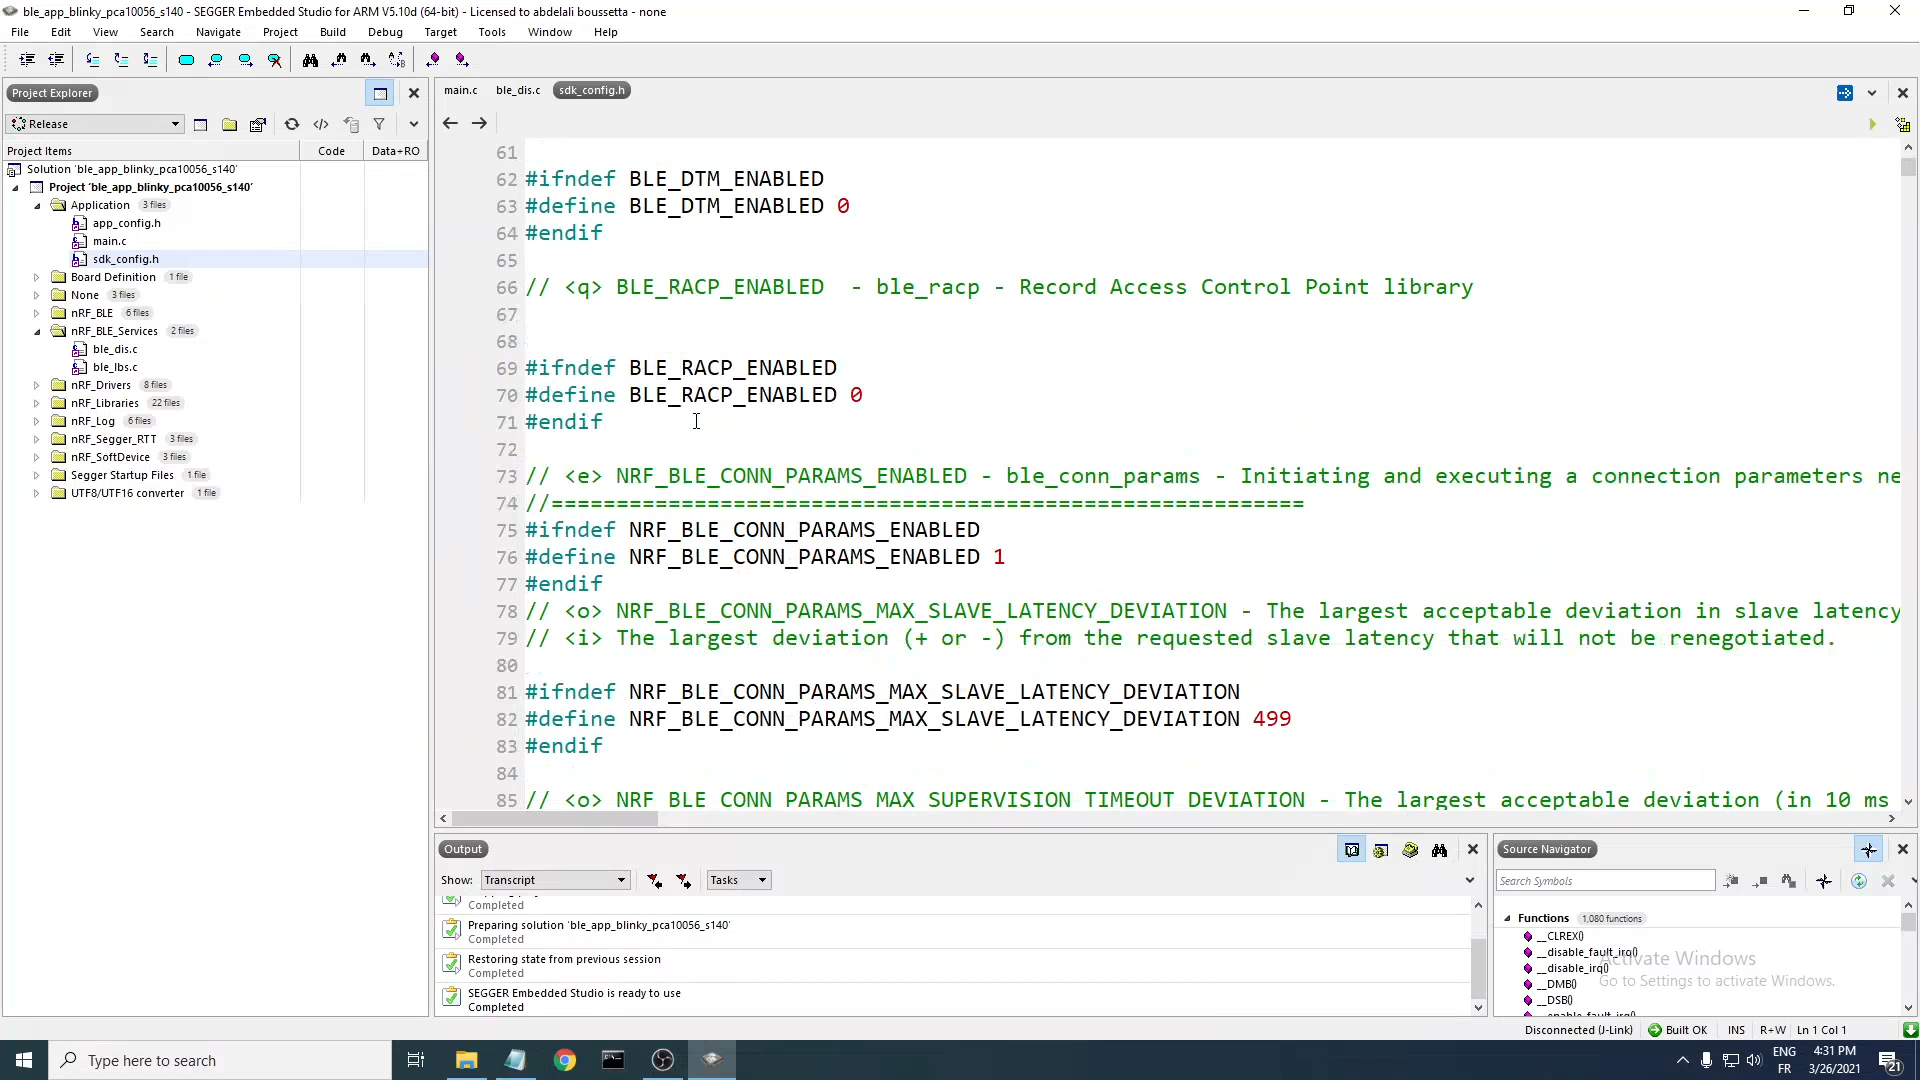 ble_app_blinky_pca10056_s140 - SEGGER Embedded Studio for ARM V5.10d (64-bit) - Licensed to abdelali boussetta - none
File Edit View Search Navigate Project Build Debug Target Tools Window Help
Project Explorer
Release
Project Items Code Data+RO
Solution 'ble_app_blinky_pca10056_s140'
Project 'ble_app_blinky_pca10056_s140'
Application 3 files
app_config.h
main.c
sdk_config.h
Board Definition 1 file
None 3 files
nRF_BLE 6 files
nRF_BLE_Services 2 files
ble_dis.c
ble_lbs.c
nRF_Drivers 8 files
nRF_Libraries 22 files
nRF_Log 6 files
nRF_Segger_RTT 3 files
nRF_SoftDevice 3 files
Segger Startup Files 1 file
UTF8/UTF16 converter 1 file
main.c ble_dis.c sdk_config.h
61
62 #ifndef BLE_DTM_ENABLED
63 #define BLE_DTM_ENABLED 0
64 #endif
65
66 // <q> BLE_RACP_ENABLED  - ble_racp - Record Access Control Point library
67
68
69 #ifndef BLE_RACP_ENABLED
70 #define BLE_RACP_ENABLED 0
71 #endif
72
73 // <e> NRF_BLE_CONN_PARAMS_ENABLED - ble_conn_params - Initiating and executing a connection parameters ne
74 //==========================================================
75 #ifndef NRF_BLE_CONN_PARAMS_ENABLED
76 #define NRF_BLE_CONN_PARAMS_ENABLED 1
77 #endif
78 // <o> NRF_BLE_CONN_PARAMS_MAX_SLAVE_LATENCY_DEVIATION - The largest acceptable deviation in slave latency
79 // <i> The largest deviation (+ or -) from the requested slave latency that will not be renegotiated.
80
81 #ifndef NRF_BLE_CONN_PARAMS_MAX_SLAVE_LATENCY_DEVIATION
82 #define NRF_BLE_CONN_PARAMS_MAX_SLAVE_LATENCY_DEVIATION 499
83 #endif
84
85 // <o> NRF_BLE_CONN_PARAMS_MAX_SUPERVISION_TIMEOUT_DEVIATION - The largest acceptable deviation (in 10 ms
Output
Show: Transcript Tasks
Completed
Preparing solution 'ble_app_blinky_pca10056_s140'
Completed
Restoring state from previous session
Completed
SEGGER Embedded Studio is ready to use
Completed
Source Navigator
Search Symbols
Functions 1,080 functions
__CLREX()
__disable_fault_irq()
__disable_irq()
__DMB()
__DSB()
__enable_fault_irq()
Activate Windows
Go to Settings to activate Windows.
Disconnected (J-Link) Built OK INS R+W Ln 1 Col 1
Type here to search
ENG
FR
4:31 PM
3/26/2021
21